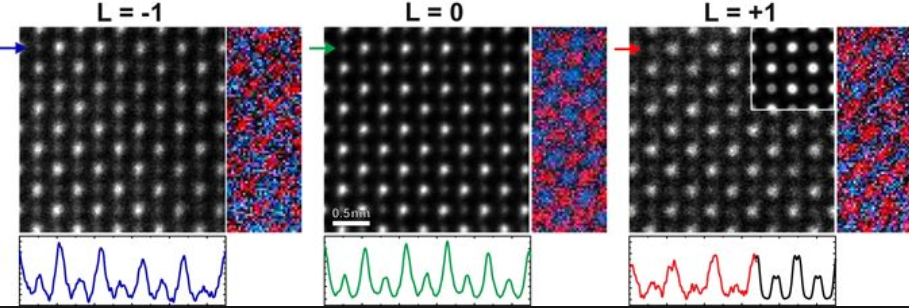 L = -1
L = 0
L = +1
0.5nm